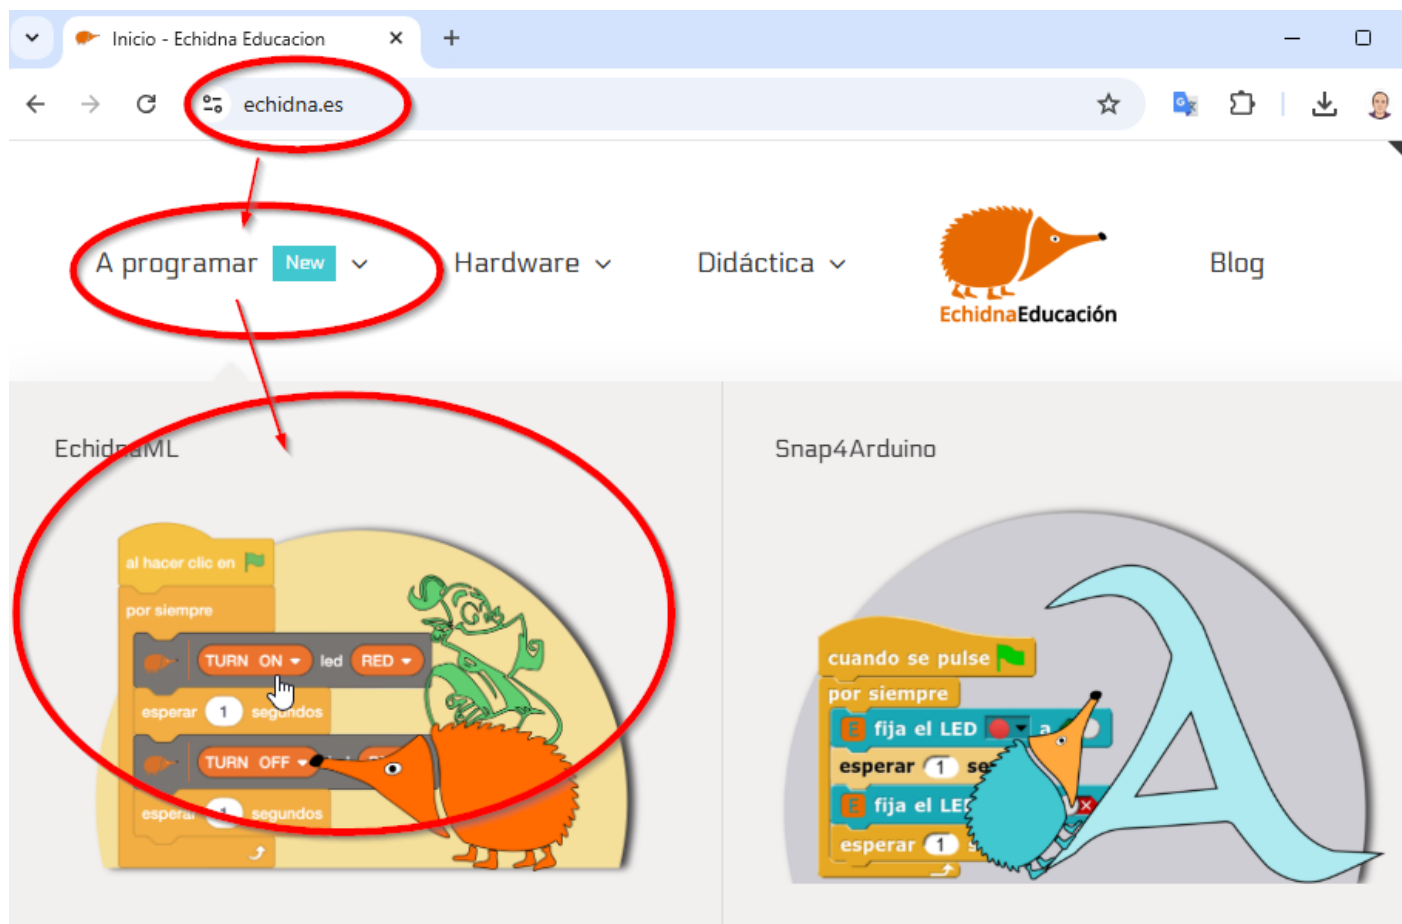 Inicio - Echidna Educacion
echidna.es
A programar New
Hardware
Didáctica
EchidnaEducación
Blog
EchidnaML
al hacer clic en
por siempre
TURN ON led RED
esperar 1 segundos
TURN OFF
esperar 1 segundos
Snap4Arduino
cuando se pulse
por siempre
E fija el LED a
esperar 1
E fija el LED
esperar 1